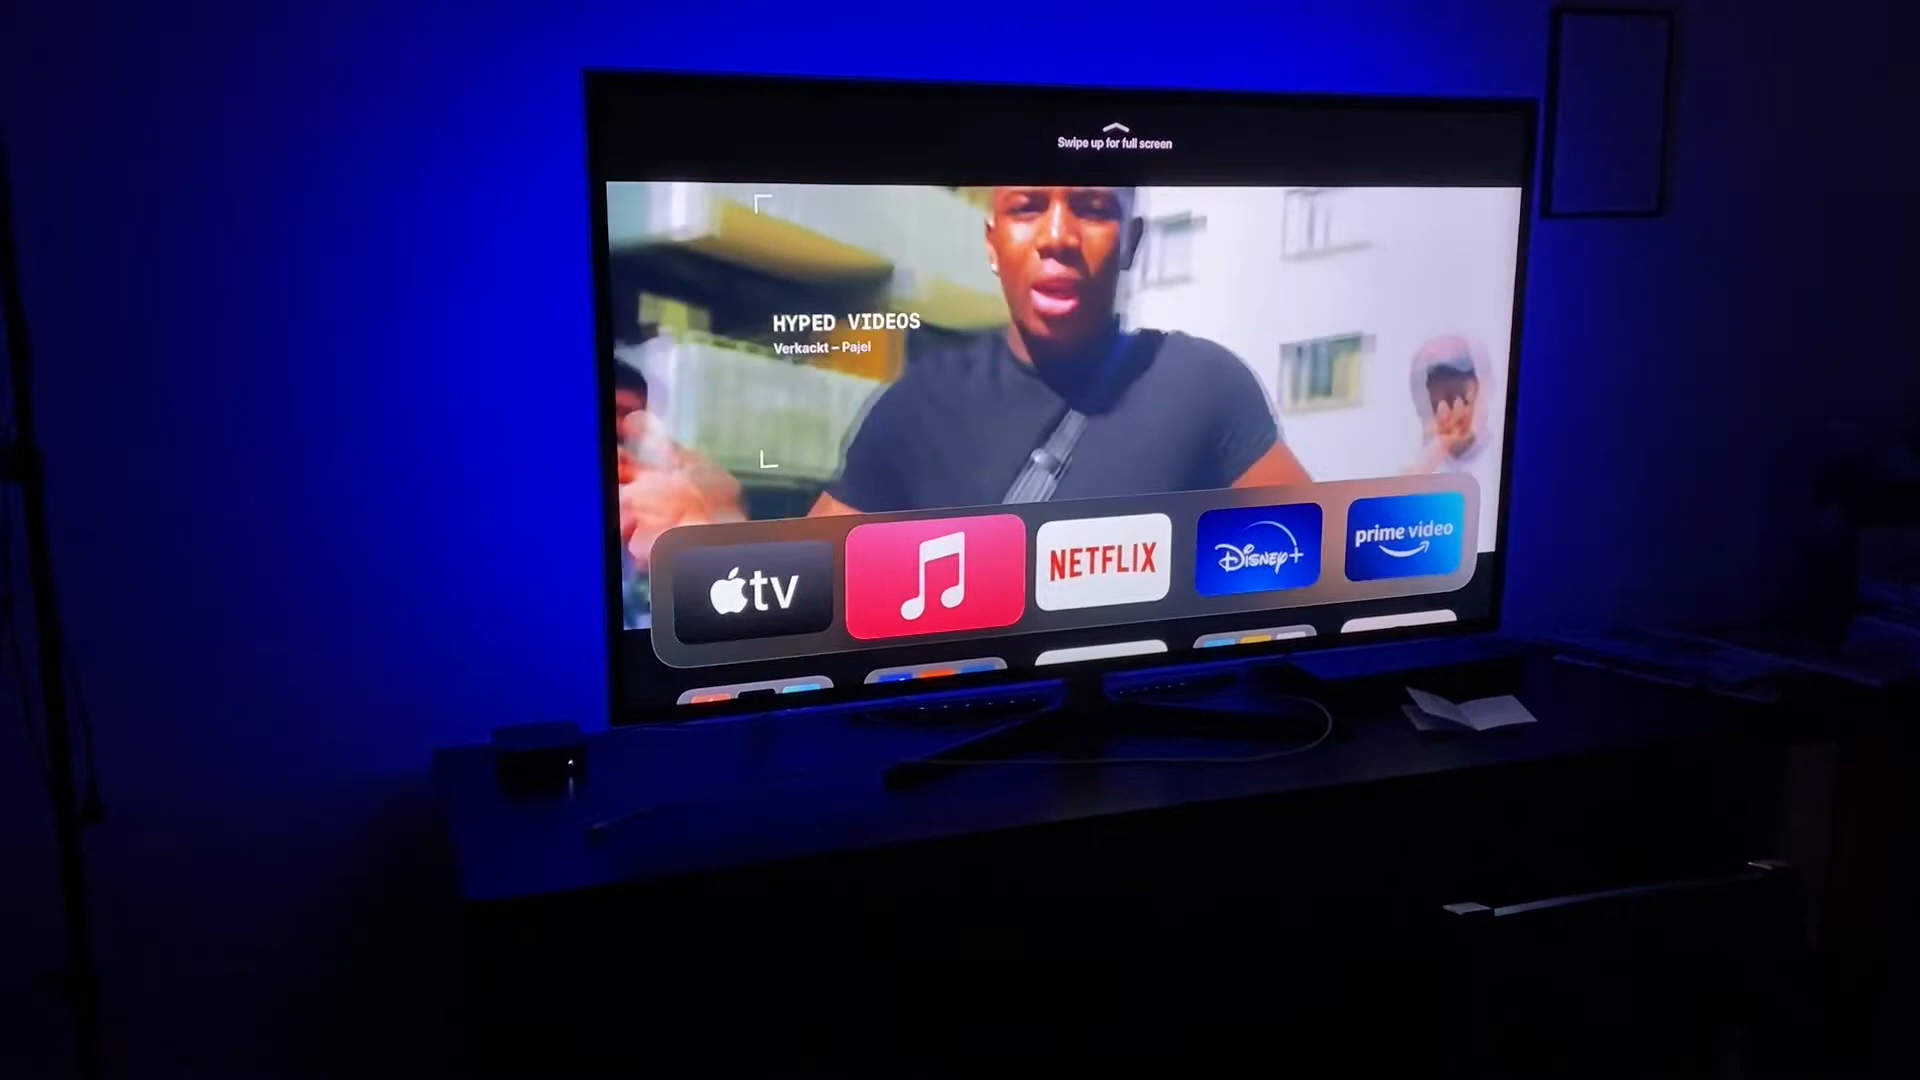 Swipe up for full screen
HYPED VIDEOS
Verkackt – Pajel
tv
NETFLIX
Disney+
prime video